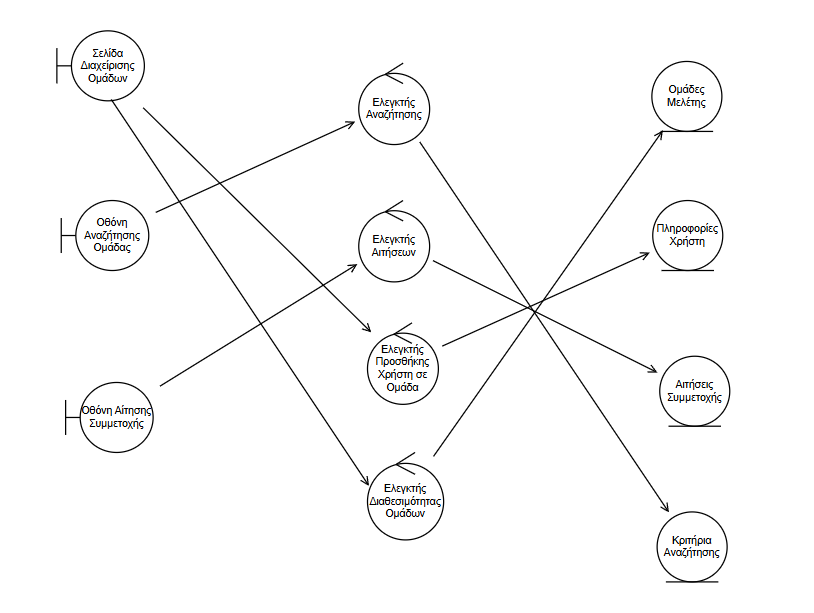 Σελίδα
Διαχείρισης
Ομάδων
Οθόνη
Αναζήτησης
Ομάδας
Οθόνη Αίτησης
Συμμετοχής
Ελεγκτής
Αναζήτησης
Ελεγκτής
Αιτήσεων
Ελεγκτής
Προσθήκης
Χρήστη σε
Ομάδα
Ελεγκτής
Διαθεσιμότητας
Ομάδων
Ομάδες
Μελέτης
Πληροφορίες
Χρήστη
Αιτήσεις
Συμμετοχής
Κριτήρια
Αναζήτησης